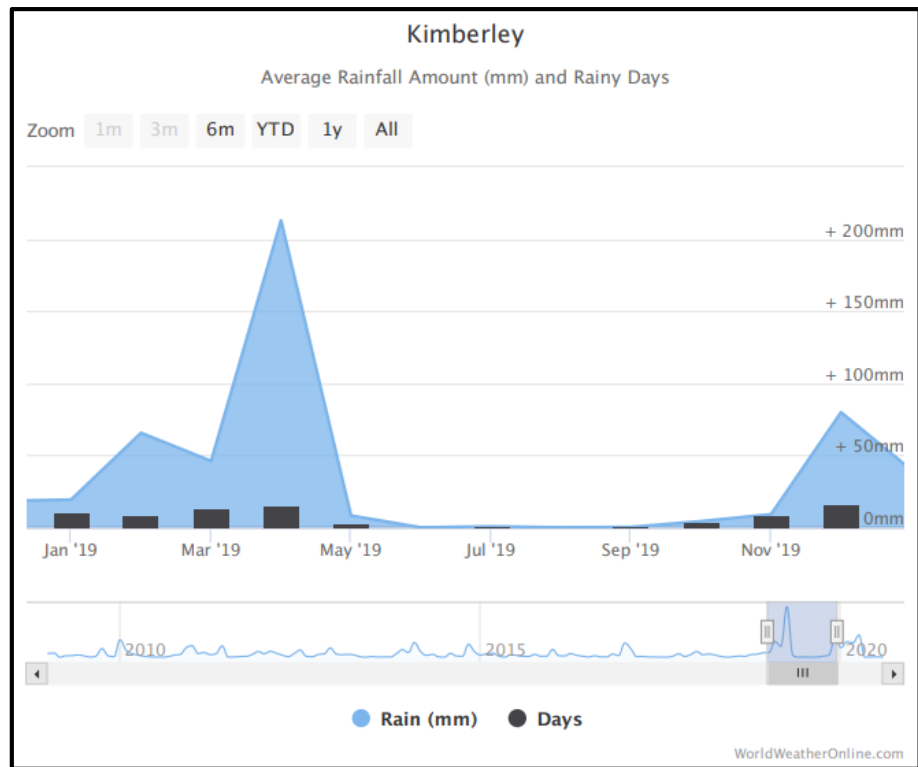 Kimberley
Average Rainfall Amount (mm) and Rainy Days
Zoom 1m 3m 6m YTD 1y All
+ 200mm
+ 150mm
+ 100mm
+ 50mm
0mm
Jan '19 Mar '19 May '19 Jul '19 Sep '19 Nov '19
2010 2015 2020
Rain (mm) Days
WorldWeatherOnline.com